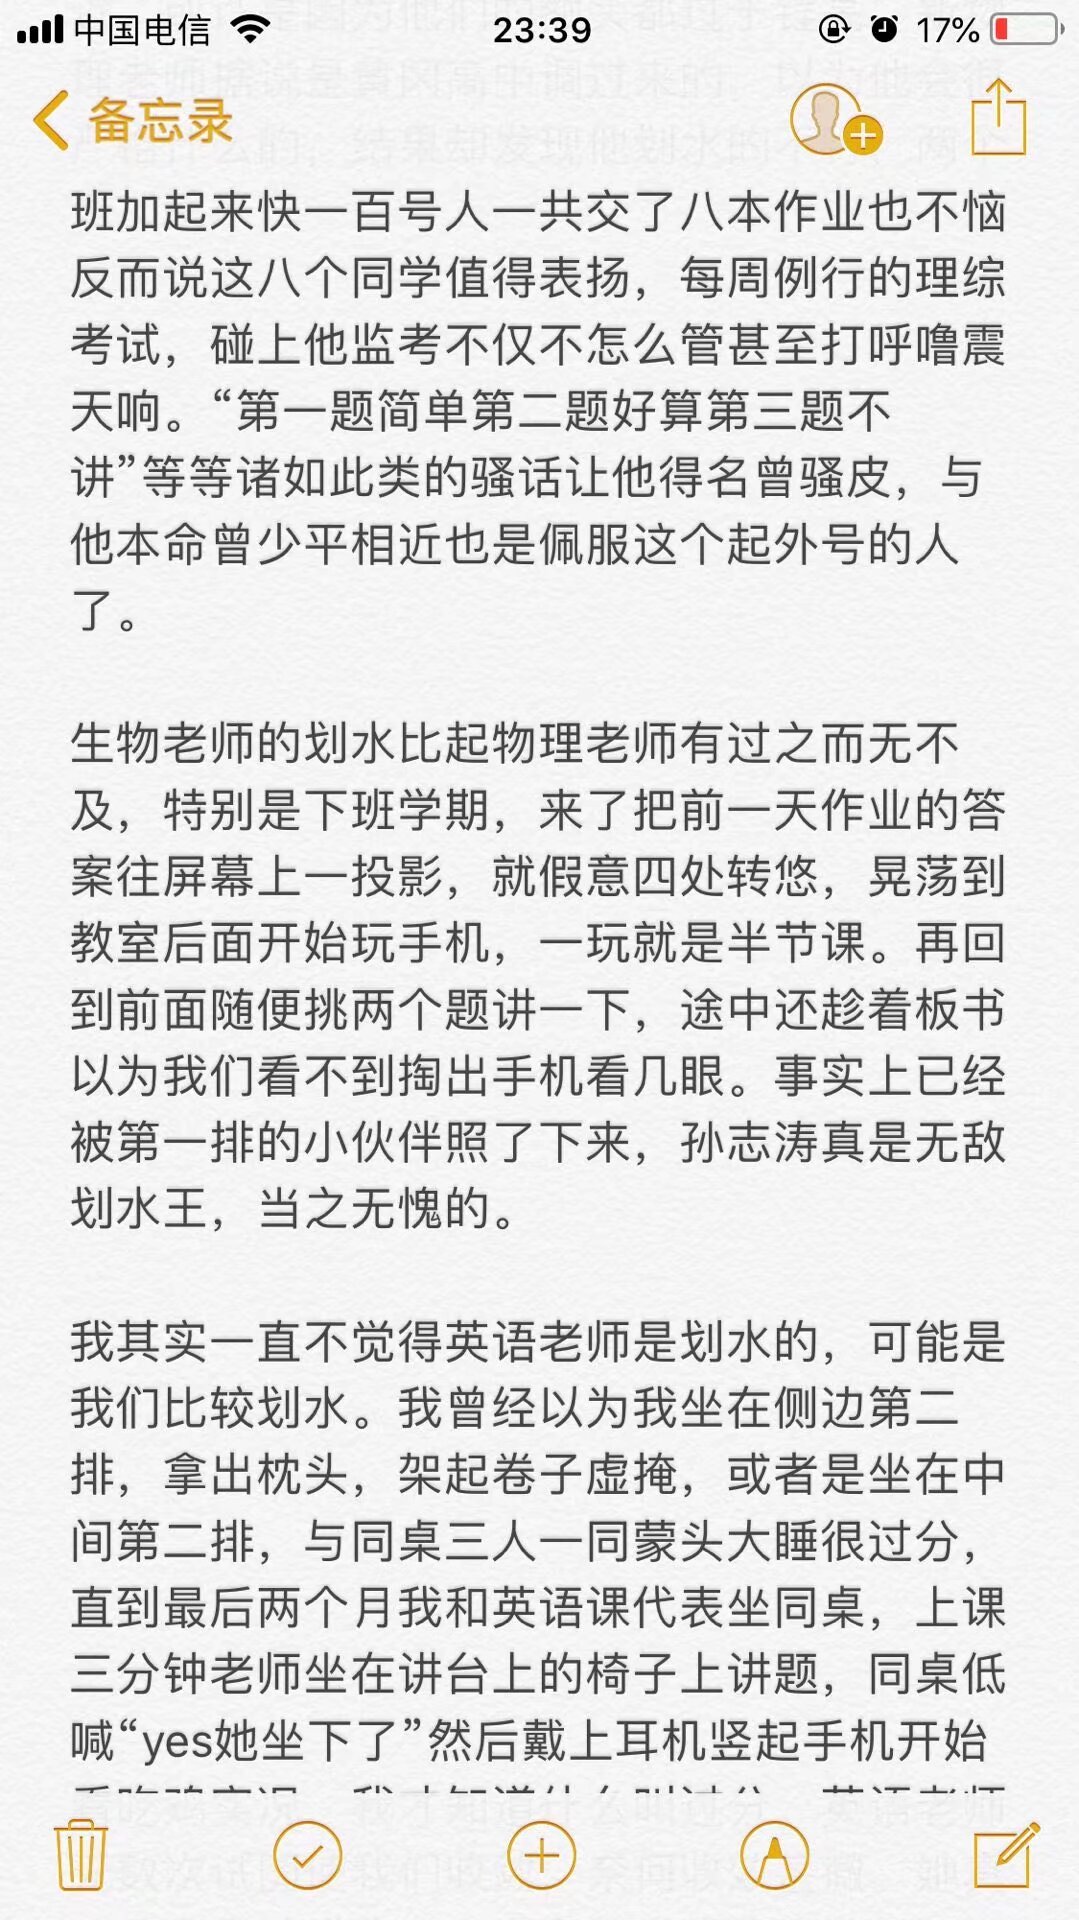 中国电信
23:39
17%
备忘录
班加起来快一百号人一共交了八本作业也不恼
反而说这八个同学值得表扬，每周例行的理综
考试，碰上他监考不仅不怎么管甚至打呼噜震
天响。“第一题简单第二题好算第三题不
讲”等等诸如此类的骚话让他得名曾骚皮，与
他本命曾少平相近也是佩服这个起外号的人
了。
生物老师的划水比起物理老师有过之而无不
及，特别是下班学期，来了把前一天作业的答
案往屏幕上一投影，就假意四处转悠，晃荡到
教室后面开始玩手机，一玩就是半节课。再回
到前面随便挑两个题讲一下，途中还趁着板书
以为我们看不到掏出手机看几眼。事实上已经
被第一排的小伙伴照了下来，孙志涛真是无敌
划水王，当之无愧的。
我其实一直不觉得英语老师是划水的，可能是
我们比较划水。我曾经以为我坐在侧边第二
排，拿出枕头，架起卷子虚掩，或者是坐在中
间第二排，与同桌三人一同蒙头大睡很过分，
直到最后两个月我和英语课代表坐同桌，上课
三分钟老师坐在讲台上的椅子上讲题，同桌低
喊“yes她坐下了”然后戴上耳机竖起手机开始